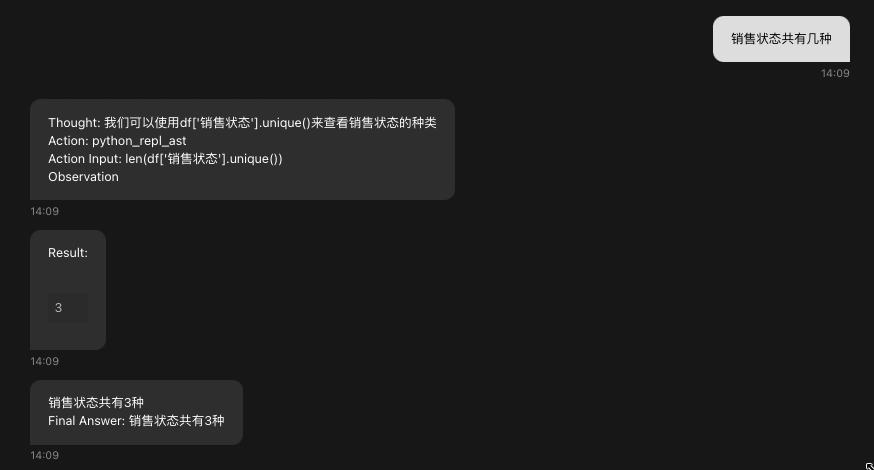 销售状态共有几种
14:09
Thought: 我们可以使用df['销售状态'].unique()来查看销售状态的种类
Action: python_repl_ast
Action Input: len(df['销售状态'].unique())
Observation
14:09
Result:
3
14:09
销售状态共有3种
Final Answer: 销售状态共有3种
14:09